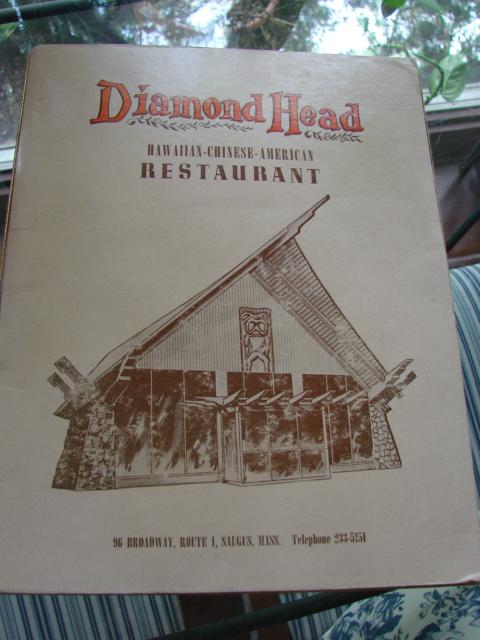 Diamond Head
HAWAIIAN-CHINESE-AMERICAN
RESTAURANT
96 BROADWAY, ROUTE 1, SAUGUS, MASS. Telephone 233-5151